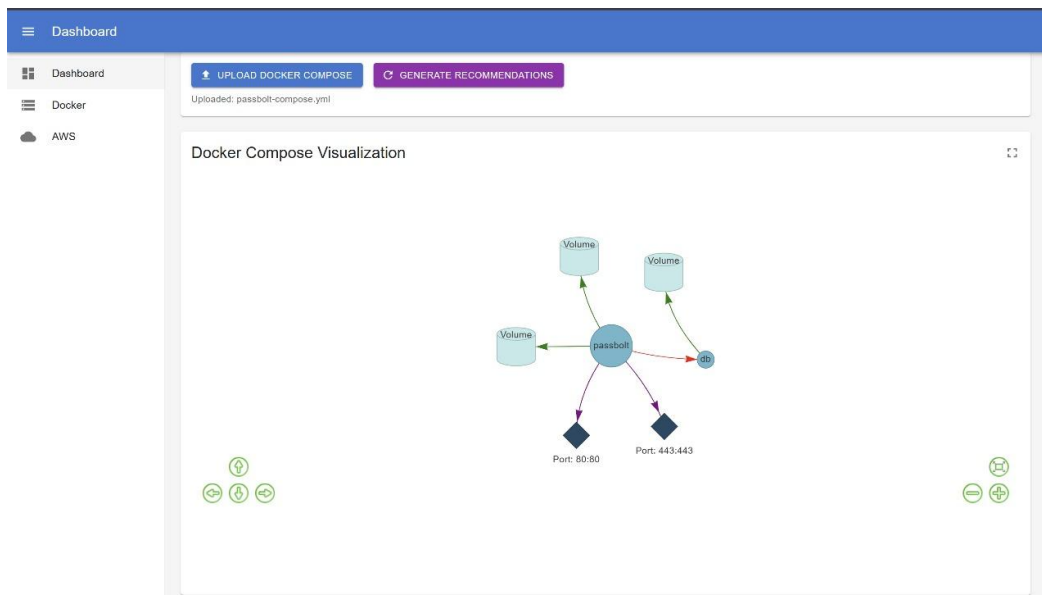 Dashboard
Dashboard
Docker
AWS
UPLOAD DOCKER COMPOSE
GENERATE RECOMMENDATIONS
Uploaded: passbolt-compose.yml
Docker Compose Visualization
Volume
Volume
Volume
passbolt
db
Port: 80:80
Port: 443:443